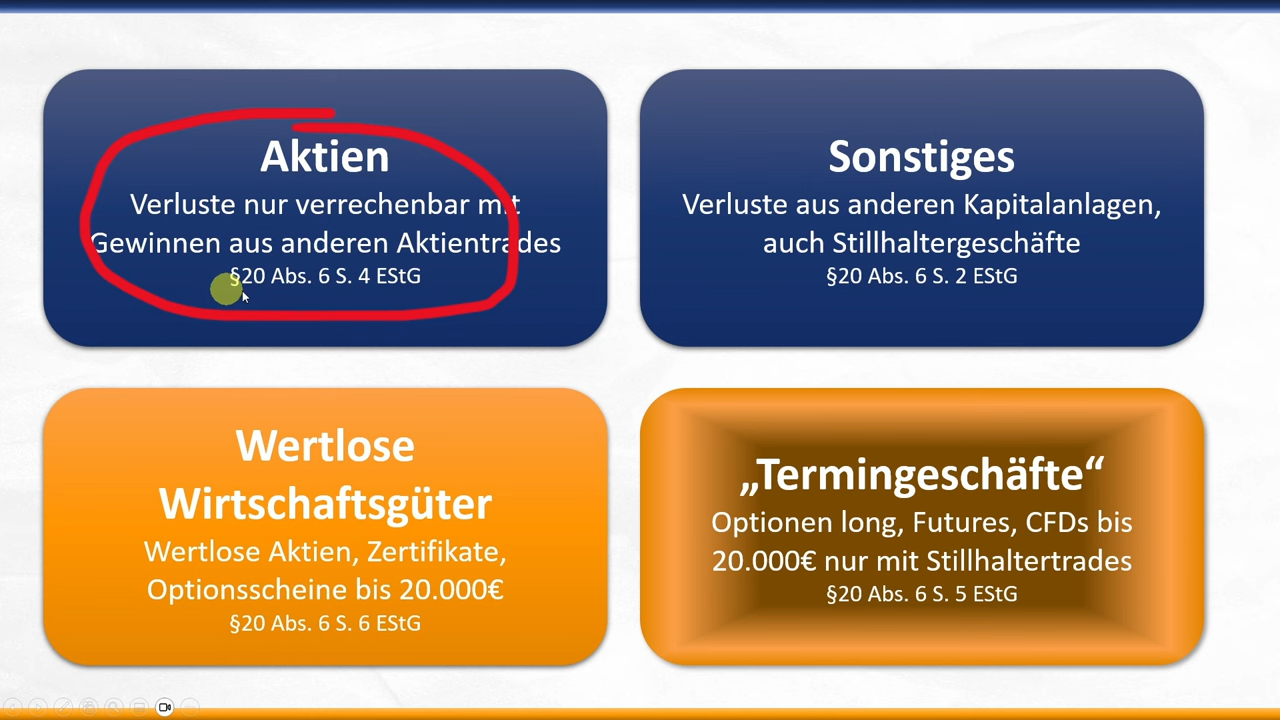 Aktien
Verluste nur verrechenbar mit
Gewinnen aus anderen Aktientrades
§20 Abs. 6 S. 4 EStG
Sonstiges
Verluste aus anderen Kapitalanlagen,
auch Stillhaltergeschäfte
§20 Abs. 6 S. 2 EStG
Wertlose
Wirtschaftsgüter
Wertlose Aktien, Zertifikate,
Optionsscheine bis 20.000€
§20 Abs. 6 S. 6 EStG
„Termingeschäfte“
Optionen long, Futures, CFDs bis
20.000€ nur mit Stillhaltertrades
§20 Abs. 6 S. 5 EStG